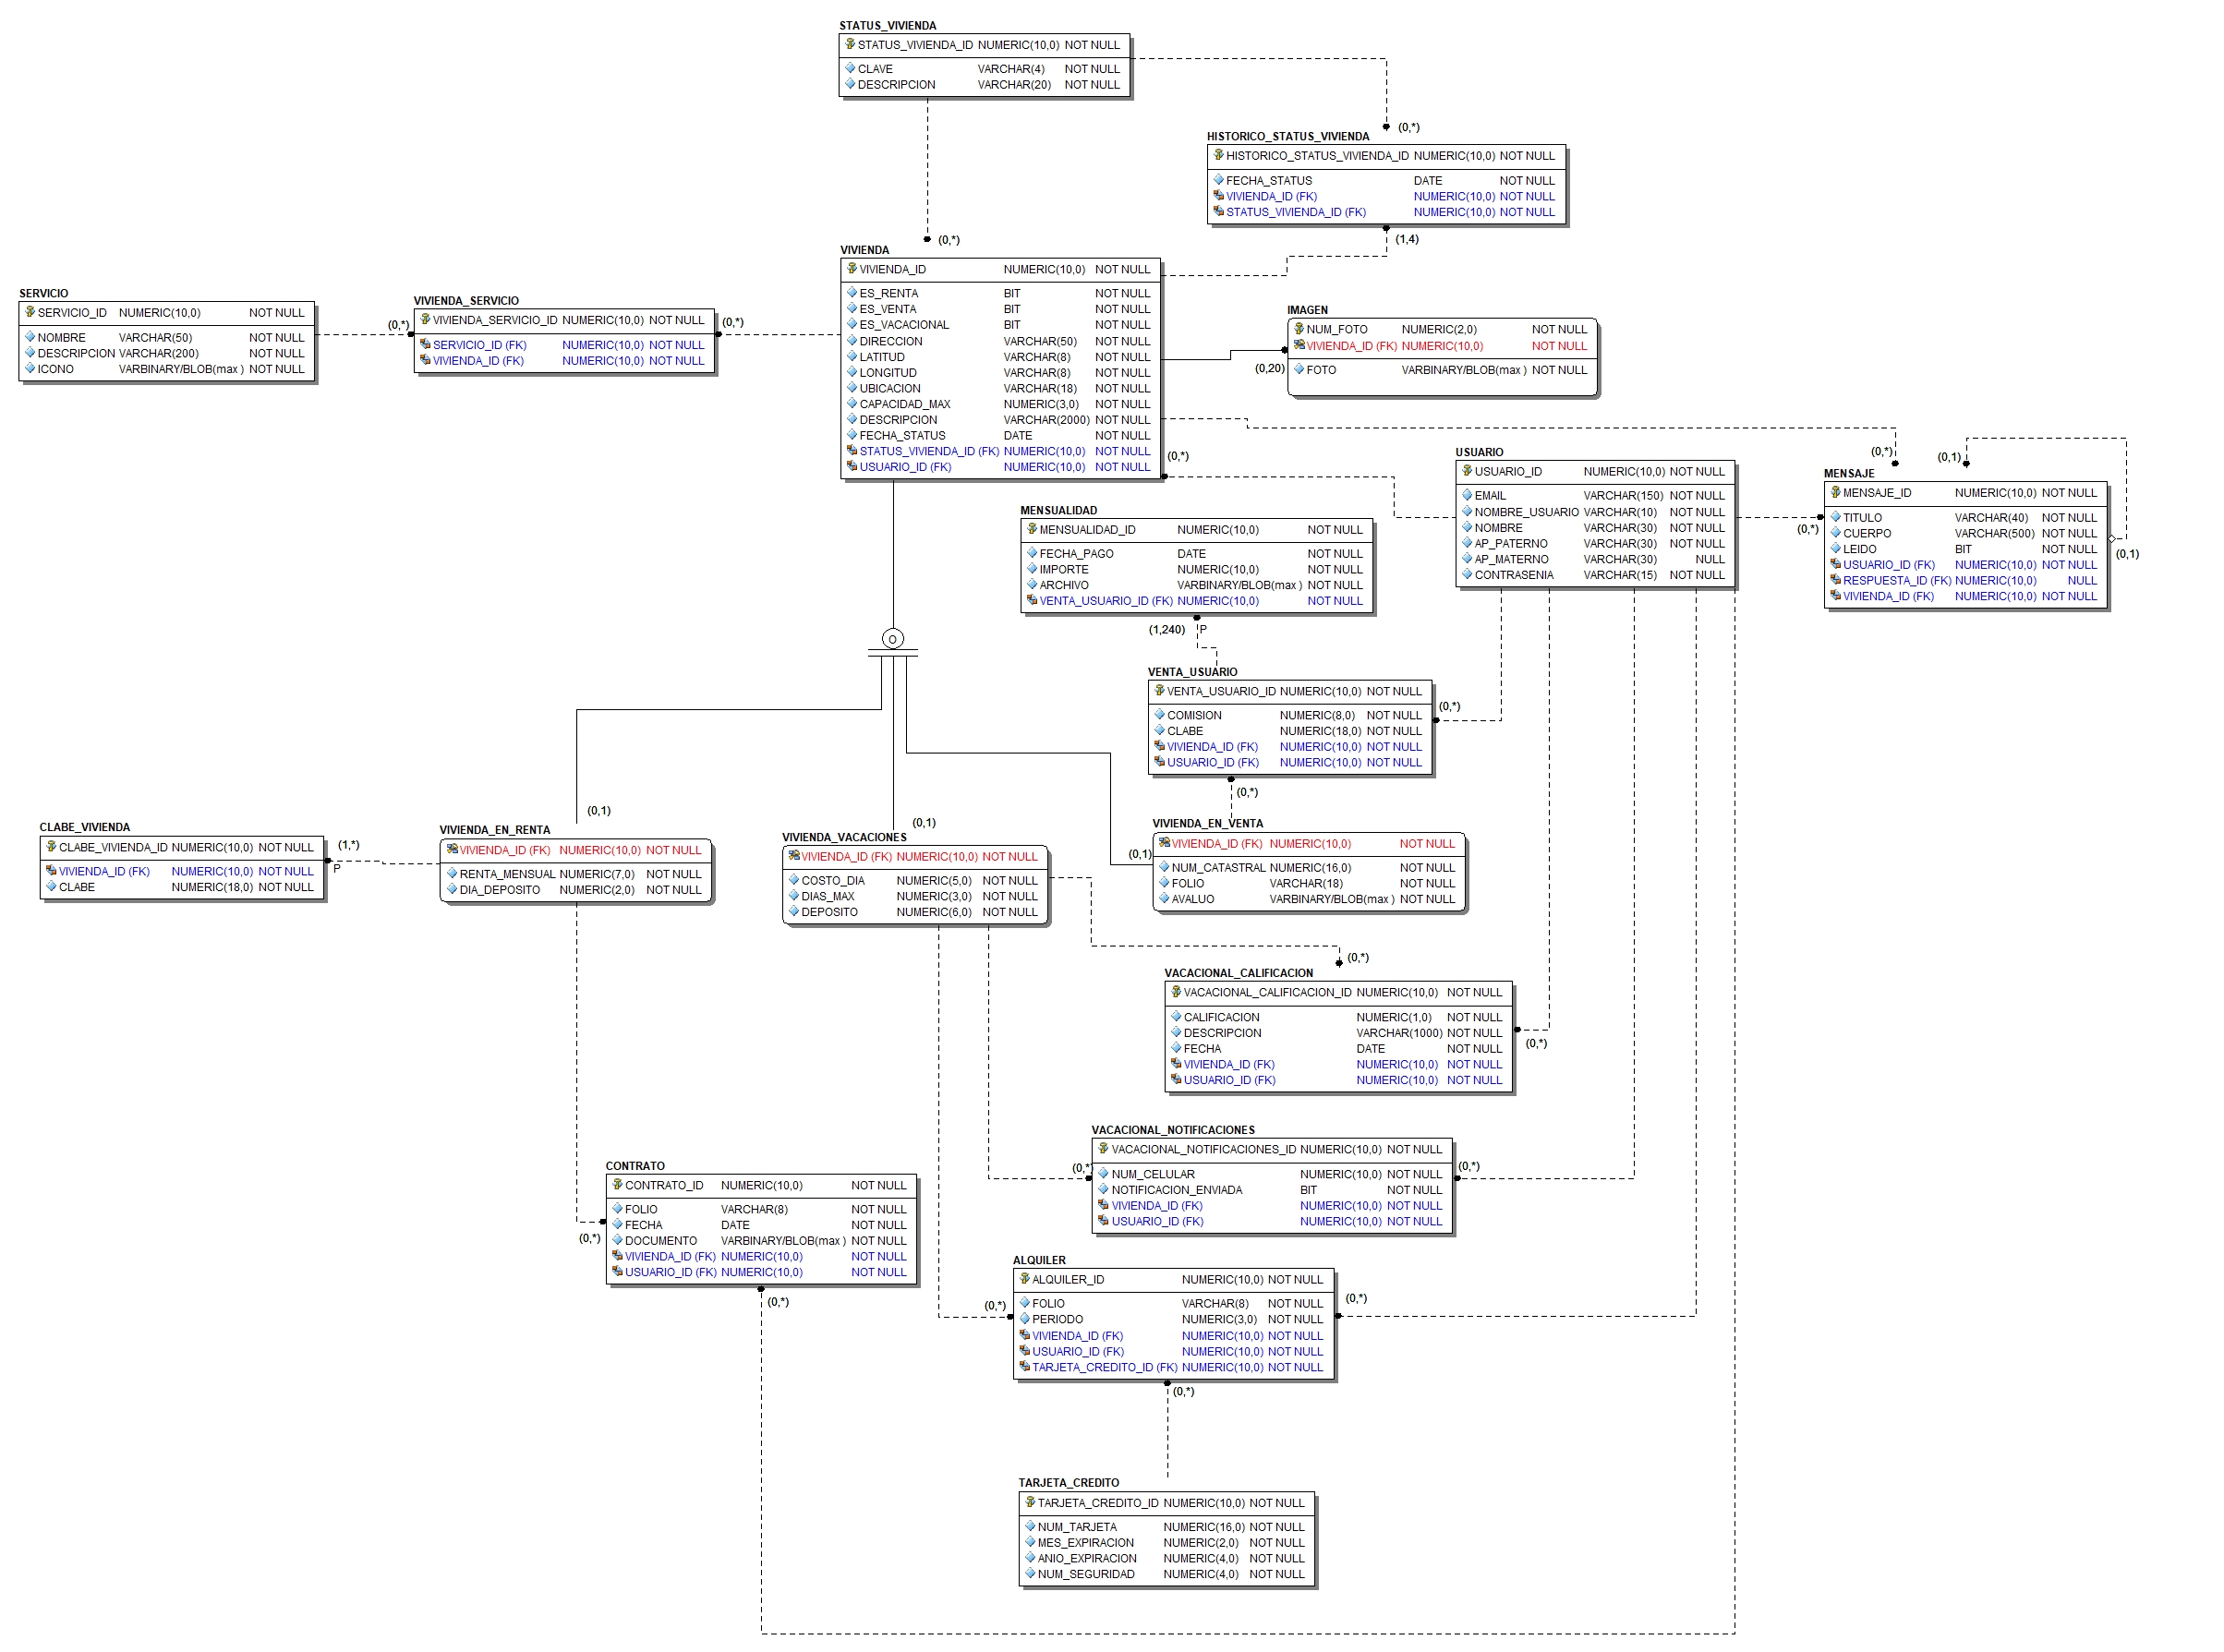 STATUS_VIVIENDA
STATUS_VIVIENDA_ID NUMERIC(10,0) NOT NULL
CLAVE VARCHAR(4) NOT NULL
DESCRIPCION VARCHAR(20) NOT NULL
(0,*)
HISTORICO_STATUS_VIVIENDA
HISTORICO_STATUS_VIVIENDA_ID NUMERIC(10,0) NOT NULL
FECHA_STATUS DATE NOT NULL
VIVIENDA_ID (FK) NUMERIC(10,0) NOT NULL
STATUS_VIVIENDA_ID (FK) NUMERIC(10,0) NOT NULL
(1,4)
(0,*)
VIVIENDA
VIVIENDA_ID NUMERIC(10,0) NOT NULL
ES_RENTA BIT NOT NULL
ES_VENTA BIT NOT NULL
ES_VACACIONAL BIT NOT NULL
DIRECCION VARCHAR(50) NOT NULL
LATITUD VARCHAR(8) NOT NULL
LONGITUD VARCHAR(8) NOT NULL
UBICACION VARCHAR(18) NOT NULL
CAPACIDAD_MAX NUMERIC(3,0) NOT NULL
DESCRIPCION VARCHAR(2000) NOT NULL
FECHA_STATUS DATE NOT NULL
STATUS_VIVIENDA_ID (FK) NUMERIC(10,0) NOT NULL
USUARIO_ID (FK) NUMERIC(10,0) NOT NULL
(0,*)
SERVICIO
SERVICIO_ID NUMERIC(10,0) NOT NULL
NOMBRE VARCHAR(50) NOT NULL
DESCRIPCION VARCHAR(200) NOT NULL
ICONO VARBINARY/BLOB(max) NOT NULL
(0,*)
VIVIENDA_SERVICIO
VIVIENDA_SERVICIO_ID NUMERIC(10,0) NOT NULL
SERVICIO_ID (FK) NUMERIC(10,0) NOT NULL
VIVIENDA_ID (FK) NUMERIC(10,0) NOT NULL
(0,*)
IMAGEN
NUM_FOTO NUMERIC(2,0) NOT NULL
VIVIENDA_ID (FK) NUMERIC(10,0) NOT NULL
FOTO VARBINARY/BLOB(max) NOT NULL
(0,20)
USUARIO
USUARIO_ID NUMERIC(10,0) NOT NULL
EMAIL VARCHAR(150) NOT NULL
NOMBRE_USUARIO VARCHAR(10) NOT NULL
NOMBRE VARCHAR(30) NOT NULL
AP_PATERNO VARCHAR(30) NOT NULL
AP_MATERNO VARCHAR(30) NULL
CONTRASENIA VARCHAR(15) NOT NULL
(0,*)
(0,1)
MENSAJE
MENSAJE_ID NUMERIC(10,0) NOT NULL
TITULO VARCHAR(40) NOT NULL
CUERPO VARCHAR(500) NOT NULL
LEIDO BIT NOT NULL
USUARIO_ID (FK) NUMERIC(10,0) NOT NULL
RESPUESTA_ID (FK) NUMERIC(10,0) NULL
VIVIENDA_ID (FK) NUMERIC(10,0) NOT NULL
(0,*)
(0,1)
MENSUALIDAD
MENSUALIDAD_ID NUMERIC(10,0) NOT NULL
FECHA_PAGO DATE NOT NULL
IMPORTE NUMERIC(10,0) NOT NULL
ARCHIVO VARBINARY/BLOB(max) NOT NULL
VENTA_USUARIO_ID (FK) NUMERIC(10,0) NOT NULL
(1,240) P
O
VENTA_USUARIO
VENTA_USUARIO_ID NUMERIC(10,0) NOT NULL
COMISION NUMERIC(8,0) NOT NULL
CLABE NUMERIC(18,0) NOT NULL
VIVIENDA_ID (FK) NUMERIC(10,0) NOT NULL
USUARIO_ID (FK) NUMERIC(10,0) NOT NULL
(0,*)
(0,*)
CLABE_VIVIENDA
CLABE_VIVIENDA_ID NUMERIC(10,0) NOT NULL
VIVIENDA_ID (FK) NUMERIC(10,0) NOT NULL
CLABE NUMERIC(18,0) NOT NULL
(1,*)
P
(0,1)
VIVIENDA_EN_RENTA
VIVIENDA_ID (FK) NUMERIC(10,0) NOT NULL
RENTA_MENSUAL NUMERIC(7,0) NOT NULL
DIA_DEPOSITO NUMERIC(2,0) NOT NULL
(0,1)
VIVIENDA_VACACIONES
VIVIENDA_ID (FK) NUMERIC(10,0) NOT NULL
COSTO_DIA NUMERIC(5,0) NOT NULL
DIAS_MAX NUMERIC(3,0) NOT NULL
DEPOSITO NUMERIC(6,0) NOT NULL
(0,1)
VIVIENDA_EN_VENTA
VIVIENDA_ID (FK) NUMERIC(10,0) NOT NULL
NUM_CATASTRAL NUMERIC(16,0) NOT NULL
FOLIO VARCHAR(18) NOT NULL
AVALUO VARBINARY/BLOB(max) NOT NULL
(0,*)
VACACIONAL_CALIFICACION
VACACIONAL_CALIFICACION_ID NUMERIC(10,0) NOT NULL
CALIFICACION NUMERIC(1,0) NOT NULL
DESCRIPCION VARCHAR(1000) NOT NULL
FECHA DATE NOT NULL
VIVIENDA_ID (FK) NUMERIC(10,0) NOT NULL
USUARIO_ID (FK) NUMERIC(10,0) NOT NULL
(0,*)
VACACIONAL_NOTIFICACIONES
VACACIONAL_NOTIFICACIONES_ID NUMERIC(10,0) NOT NULL
NUM_CELULAR NUMERIC(10,0) NOT NULL
NOTIFICACION_ENVIADA BIT NOT NULL
VIVIENDA_ID (FK) NUMERIC(10,0) NOT NULL
USUARIO_ID (FK) NUMERIC(10,0) NOT NULL
(0,*)
(0,*)
CONTRATO
CONTRATO_ID NUMERIC(10,0) NOT NULL
FOLIO VARCHAR(8) NOT NULL
FECHA DATE NOT NULL
DOCUMENTO VARBINARY/BLOB(max) NOT NULL
VIVIENDA_ID (FK) NUMERIC(10,0) NOT NULL
USUARIO_ID (FK) NUMERIC(10,0) NOT NULL
(0,*)
(0,*)
ALQUILER
ALQUILER_ID NUMERIC(10,0) NOT NULL
FOLIO VARCHAR(8) NOT NULL
PERIODO NUMERIC(3,0) NOT NULL
VIVIENDA_ID (FK) NUMERIC(10,0) NOT NULL
USUARIO_ID (FK) NUMERIC(10,0) NOT NULL
TARJETA_CREDITO_ID (FK) NUMERIC(10,0) NOT NULL
(0,*)
(0,*)
(0,*)
TARJETA_CREDITO
TARJETA_CREDITO_ID NUMERIC(10,0) NOT NULL
NUM_TARJETA NUMERIC(16,0) NOT NULL
MES_EXPIRACION NUMERIC(2,0) NOT NULL
ANIO_EXPIRACION NUMERIC(4,0) NOT NULL
NUM_SEGURIDAD NUMERIC(4,0) NOT NULL